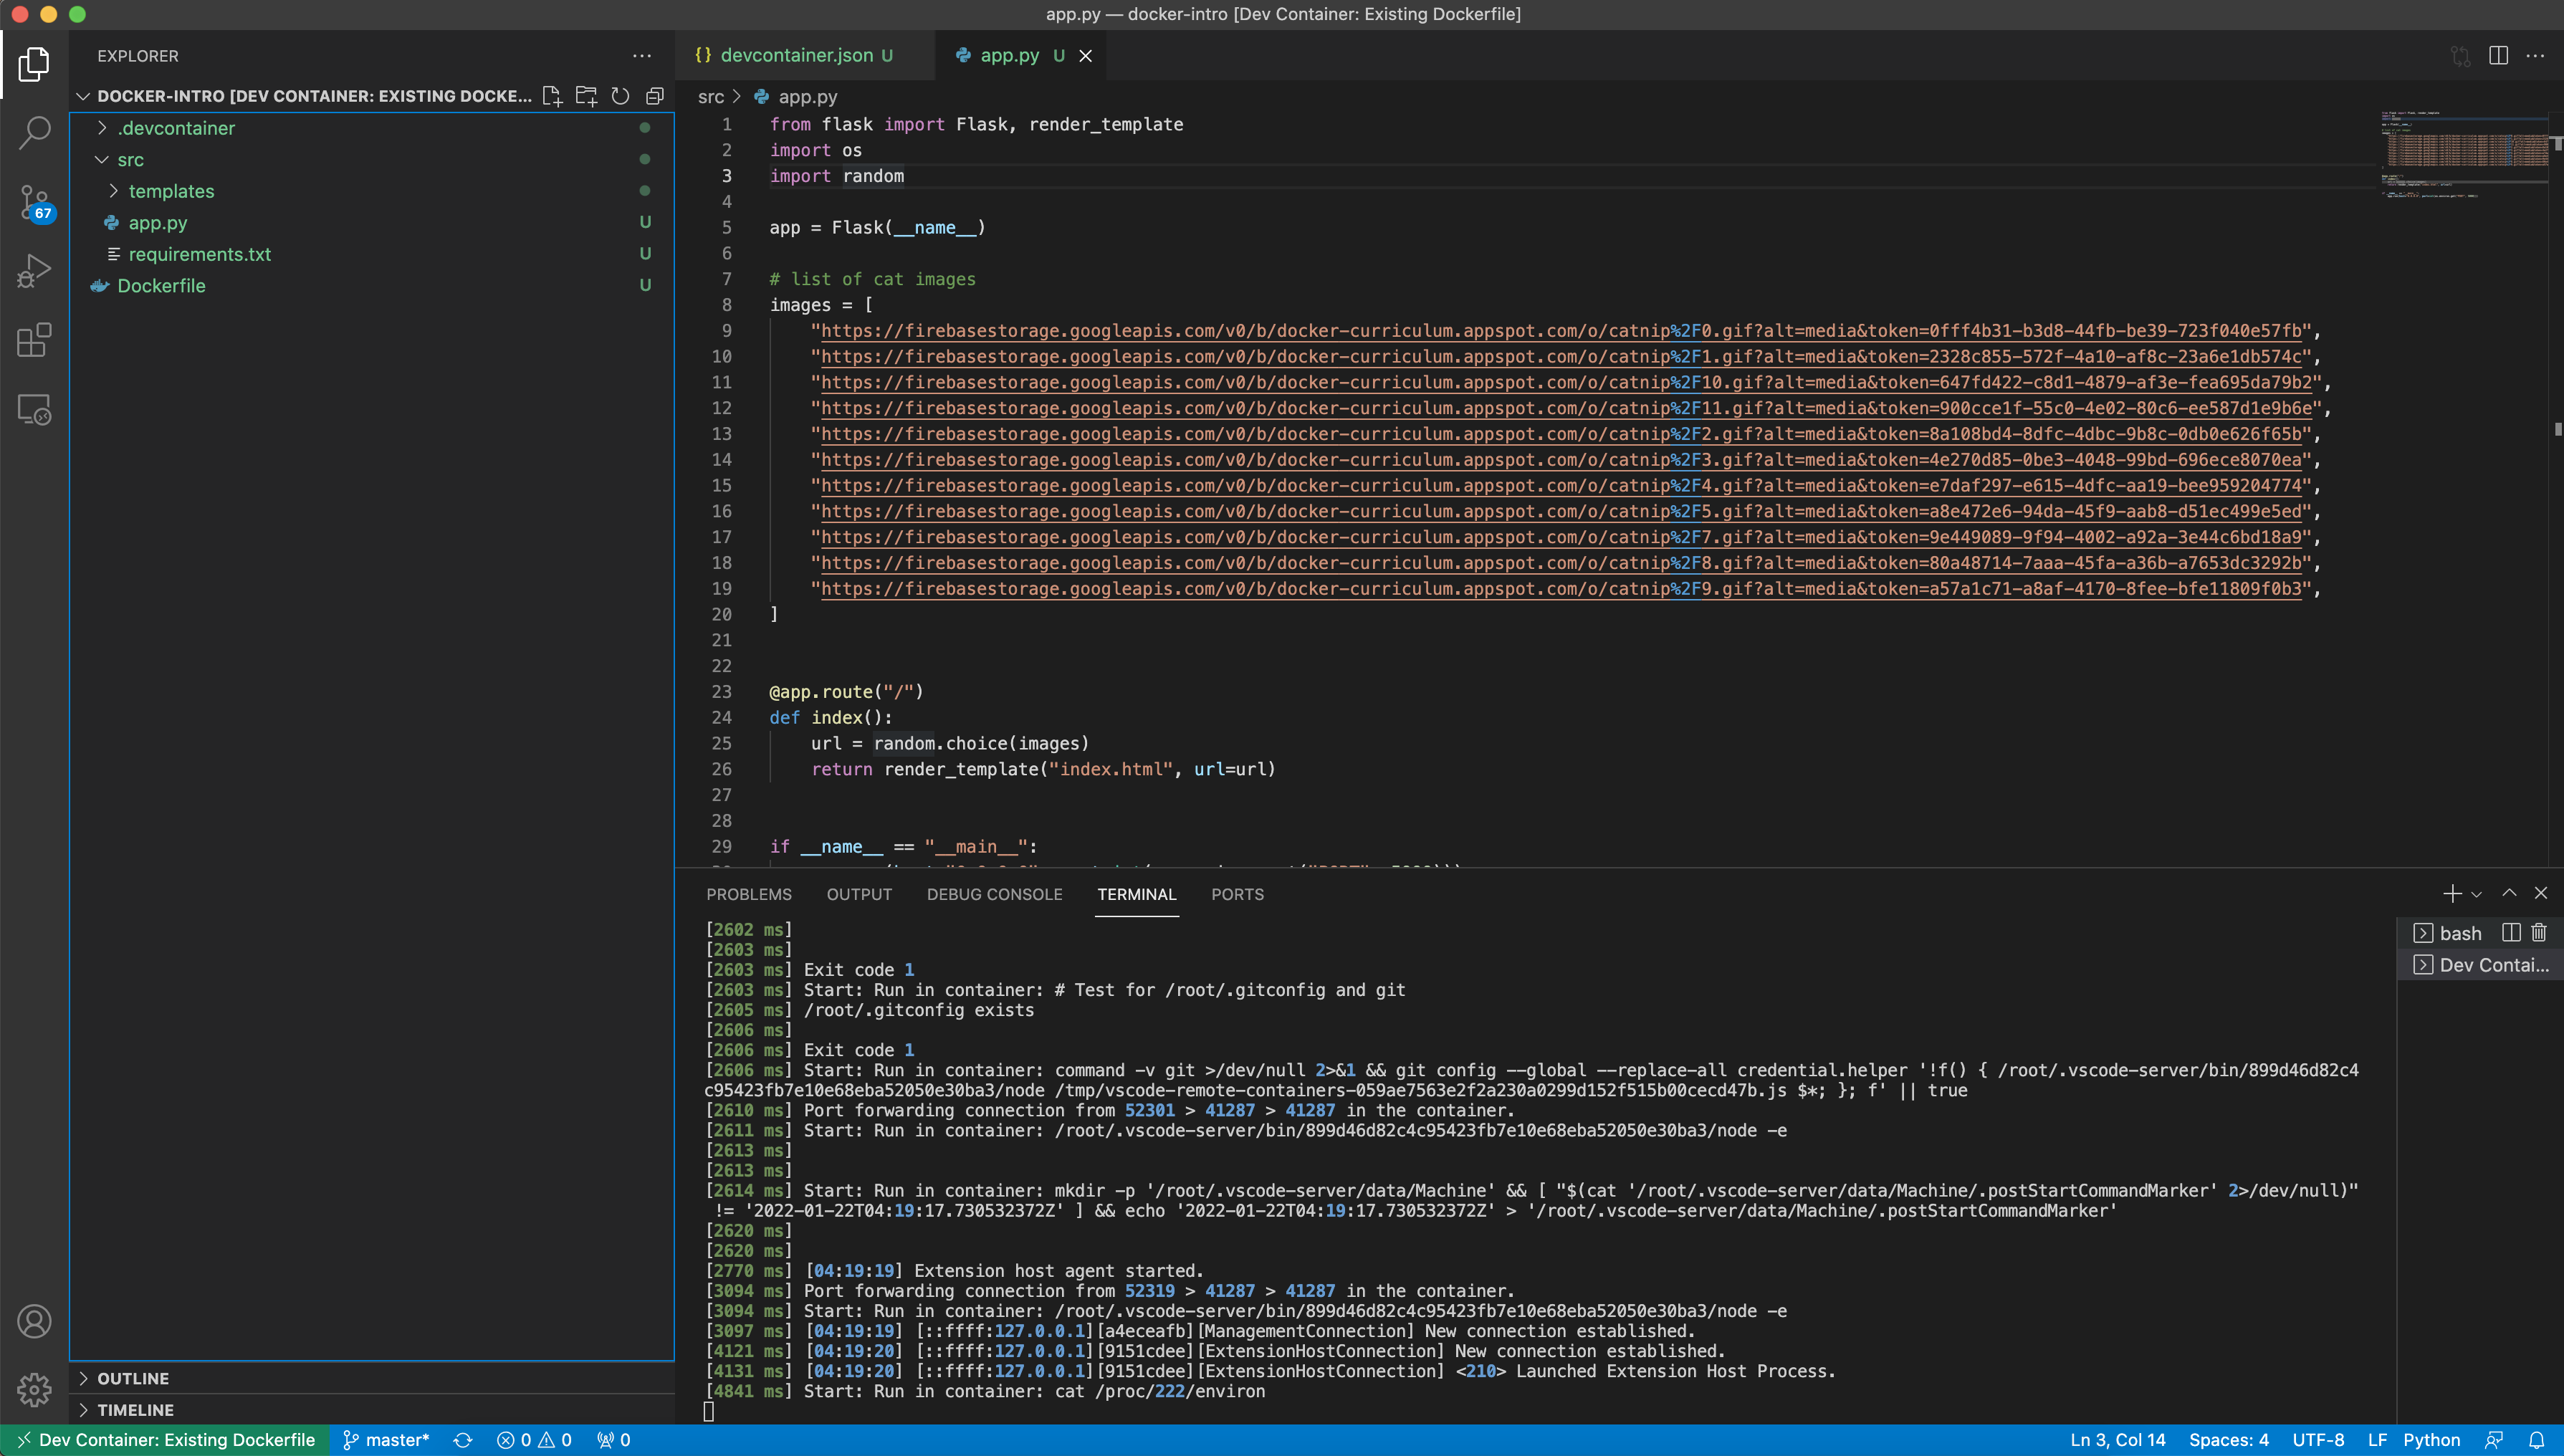 app.py — docker-intro [Dev Container: Existing Dockerfile]
EXPLORER
DOCKER-INTRO [DEV CONTAINER: EXISTING DOCKE...
.devcontainer
src
templates
app.py U
requirements.txt U
Dockerfile U
67
OUTLINE
TIMELINE
{} devcontainer.json U
app.py U
src > app.py
1 from flask import Flask, render_template
2 import os
3 import random
4
5 app = Flask(__name__)
6
7 # list of cat images
8 images = [
9 "https://firebasestorage.googleapis.com/v0/b/docker-curriculum.appspot.com/o/catnip%2F0.gif?alt=media&token=0fff4b31-b3d8-44fb-be39-723f040e57fb",
10 "https://firebasestorage.googleapis.com/v0/b/docker-curriculum.appspot.com/o/catnip%2F1.gif?alt=media&token=2328c855-572f-4a10-af8c-23a6e1db574c",
11 "https://firebasestorage.googleapis.com/v0/b/docker-curriculum.appspot.com/o/catnip%2F10.gif?alt=media&token=647fd422-c8d1-4879-af3e-fea695da79b2",
12 "https://firebasestorage.googleapis.com/v0/b/docker-curriculum.appspot.com/o/catnip%2F11.gif?alt=media&token=900cce1f-55c0-4e02-80c6-ee587d1e9b6e",
13 "https://firebasestorage.googleapis.com/v0/b/docker-curriculum.appspot.com/o/catnip%2F2.gif?alt=media&token=8a108bd4-8dfc-4dbc-9b8c-0db0e626f65b",
14 "https://firebasestorage.googleapis.com/v0/b/docker-curriculum.appspot.com/o/catnip%2F3.gif?alt=media&token=4e270d85-0be3-4048-99bd-696ece8070ea",
15 "https://firebasestorage.googleapis.com/v0/b/docker-curriculum.appspot.com/o/catnip%2F4.gif?alt=media&token=e7daf297-e615-4dfc-aa19-bee959204774",
16 "https://firebasestorage.googleapis.com/v0/b/docker-curriculum.appspot.com/o/catnip%2F5.gif?alt=media&token=a8e472e6-94da-45f9-aab8-d51ec499e5ed",
17 "https://firebasestorage.googleapis.com/v0/b/docker-curriculum.appspot.com/o/catnip%2F7.gif?alt=media&token=9e449089-9f94-4002-a92a-3e44c6bd18a9",
18 "https://firebasestorage.googleapis.com/v0/b/docker-curriculum.appspot.com/o/catnip%2F8.gif?alt=media&token=80a48714-7aaa-45fa-a36b-a7653dc3292b",
19 "https://firebasestorage.googleapis.com/v0/b/docker-curriculum.appspot.com/o/catnip%2F9.gif?alt=media&token=a57a1c71-a8af-4170-8fee-bfe11809f0b3",
20 ]
21
22
23 @app.route("/")
24 def index():
25 url = random.choice(images)
26 return render_template("index.html", url=url)
27
28
29 if __name__ == "__main__":
PROBLEMS OUTPUT DEBUG CONSOLE TERMINAL PORTS
[2602 ms]
[2603 ms]
[2603 ms] Exit code 1
[2603 ms] Start: Run in container: # Test for /root/.gitconfig and git
[2605 ms] /root/.gitconfig exists
[2606 ms]
[2606 ms] Exit code 1
[2606 ms] Start: Run in container: command -v git >/dev/null 2>&1 && git config --global --replace-all credential.helper '!f() { /root/.vscode-server/bin/899d46d82c4
c95423fb7e10e68eba52050e30ba3/node /tmp/vscode-remote-containers-059ae7563e2f2a230a0299d152f515b00cecd47b.js $*; }; f' || true
[2610 ms] Port forwarding connection from 52301 > 41287 > 41287 in the container.
[2611 ms] Start: Run in container: /root/.vscode-server/bin/899d46d82c4c95423fb7e10e68eba52050e30ba3/node -e
[2613 ms]
[2613 ms]
[2614 ms] Start: Run in container: mkdir -p '/root/.vscode-server/data/Machine' && [ "$(cat '/root/.vscode-server/data/Machine/.postStartCommandMarker' 2>/dev/null)"
!= '2022-01-22T04:19:17.730532372Z' ] && echo '2022-01-22T04:19:17.730532372Z' > '/root/.vscode-server/data/Machine/.postStartCommandMarker'
[2620 ms]
[2620 ms]
[2770 ms] [04:19:19] Extension host agent started.
[3094 ms] Port forwarding connection from 52319 > 41287 > 41287 in the container.
[3094 ms] Start: Run in container: /root/.vscode-server/bin/899d46d82c4c95423fb7e10e68eba52050e30ba3/node -e
[3097 ms] [04:19:19] [::ffff:127.0.0.1][a4eceafb][ManagementConnection] New connection established.
[4121 ms] [04:19:20] [::ffff:127.0.0.1][9151cdee][ExtensionHostConnection] New connection established.
[4131 ms] [04:19:20] [::ffff:127.0.0.1][9151cdee][ExtensionHostConnection] <210> Launched Extension Host Process.
[4841 ms] Start: Run in container: cat /proc/222/environ
bash
Dev Contai...
Dev Container: Existing Dockerfile master* 0 0 0 Ln 3, Col 14 Spaces: 4 UTF-8 LF Python